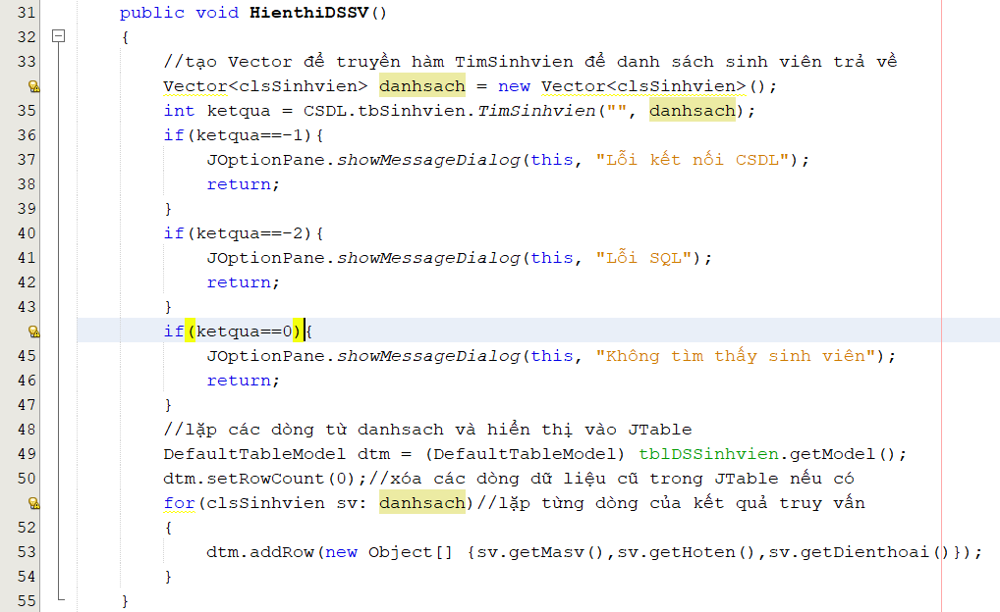 31 public void HienthiDSSV()
32 {
33 //tạo Vector để truyền hàm TimSinhvien để danh sách sinh viên trả về
Vector<clsSinhvien> danhsach = new Vector<clsSinhvien>();
35 int ketqua = CSDL.tbSinhvien.TimSinhvien("", danhsach);
36 if(ketqua==-1){
37 JOptionPane.showMessageDialog(this, "Lỗi kết nối CSDL");
38 return;
39 }
40 if(ketqua==-2){
41 JOptionPane.showMessageDialog(this, "Lỗi SQL");
42 return;
43 }
if(ketqua==0){
45 JOptionPane.showMessageDialog(this, "Không tìm thấy sinh viên");
46 return;
47 }
48 //lặp các dòng từ danhsach và hiển thị vào JTable
49 DefaultTableModel dtm = (DefaultTableModel) tblDSSinhvien.getModel();
50 dtm.setRowCount(0);//xóa các dòng dữ liệu cũ trong JTable nếu có
for(clsSinhvien sv: danhsach)//lặp từng dòng của kết quả truy vấn
52 {
53 dtm.addRow(new Object[] {sv.getMasv(),sv.getHoten(),sv.getDienthoai()});
54 }
55 }